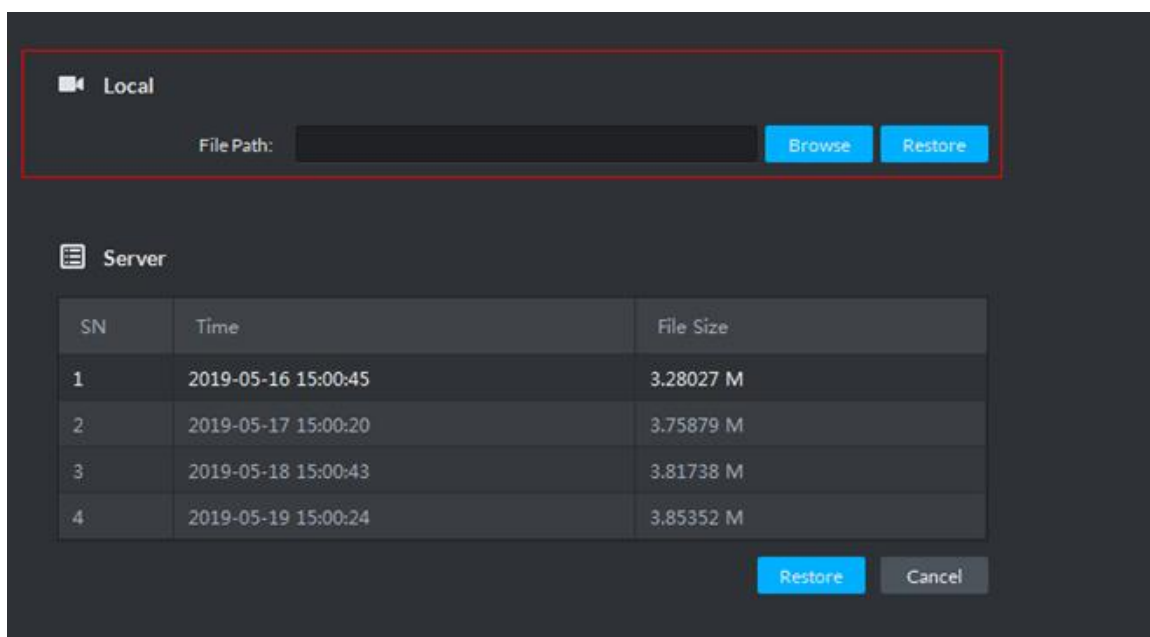 Local
File Path: Browse Restore
Server
SN Time File Size
1 2019-05-16 15:00:45 3.28027 M
2 2019-05-17 15:00:20 3.75879 M
3 2019-05-18 15:00:43 3.81738 M
4 2019-05-19 15:00:24 3.85352 M
Restore Cancel